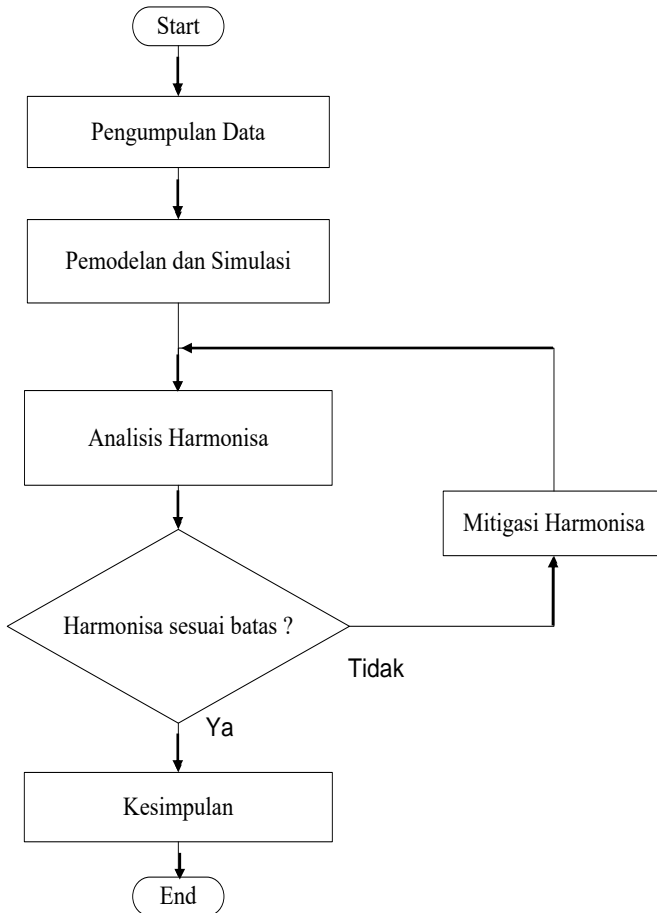 Start
Pengumpulan Data
Pemodelan dan Simulasi
Analisis Harmonisa
Mitigasi Harmonisa
Harmonisa sesuai batas ?
Tidak
Ya
Kesimpulan
End